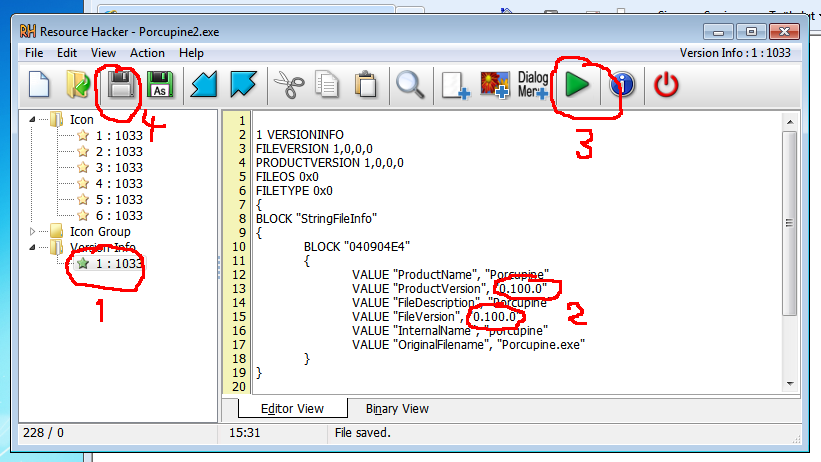 Resource Hacker - Porcupine2.exe
File Edit View Action Help Version Info : 1 : 1033
As Dialog Mer
4
3
Icon
1 : 1033
2 : 1033
3 : 1033
4 : 1033
5 : 1033
6 : 1033
Icon Group
Version Info
1 : 1033
1
1
2 1 VERSIONINFO
3 FILEVERSION 1,0,0,0
4 PRODUCTVERSION 1,0,0,0
5 FILEOS 0x0
6 FILETYPE 0x0
7 {
8 BLOCK "StringFileInfo"
9 {
10 BLOCK "040904E4"
11 {
12 VALUE "ProductName", "Porcupine"
13 VALUE "ProductVersion", "0.100.0"
14 VALUE "FileDescription", "Porcupine"
15 VALUE "FileVersion", "0.100.0"
16 VALUE "InternalName", "porcupine"
17 VALUE "OriginalFilename", "Porcupine.exe"
18 }
19 }
20
2
Editor View Binary View
228 / 0 15:31 File saved.